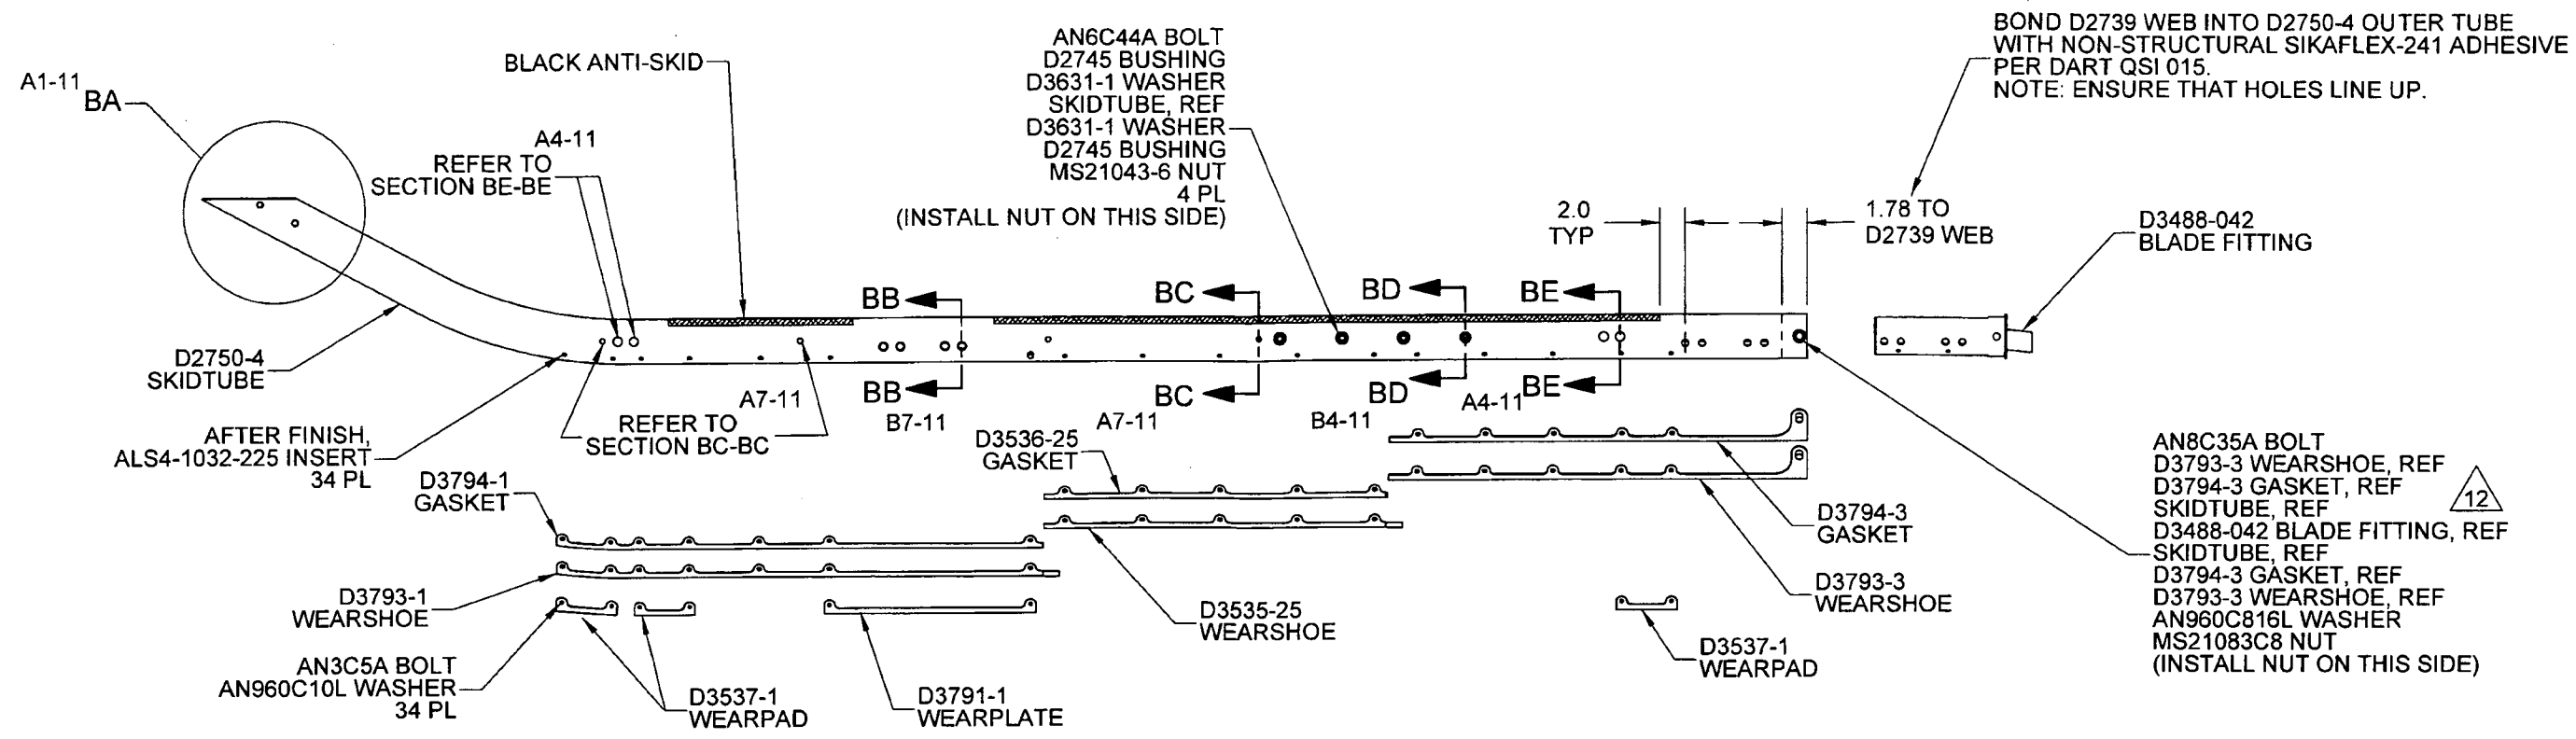 A1-11
BA
BLACK ANTI-SKID
A4-11
REFER TO
SECTION BE-BE
AN6C44A BOLT
D2745 BUSHING
D3631-1 WASHER
SKIDTUBE, REF
D3631-1 WASHER
D2745 BUSHING
MS21043-6 NUT
4 PL
(INSTALL NUT ON THIS SIDE)
BOND D2739 WEB INTO D2750-4 OUTER TUBE
WITH NON-STRUCTURAL SIKAFLEX-241 ADHESIVE
PER DART QSI 015.
NOTE: ENSURE THAT HOLES LINE UP.
2.0
TYP
1.78 TO
D2739 WEB
D3488-042
BLADE FITTING
BB
BC
BD
BE
D2750-4
SKIDTUBE
BB
BC
BD
BE
A7-11
B7-11
A7-11
B4-11
A4-11
REFER TO
SECTION BC-BC
AFTER FINISH,
ALS4-1032-225 INSERT
34 PL
D3536-25
GASKET
D3794-1
GASKET
D3794-3
GASKET
D3793-1
WEARSHOE
D3535-25
WEARSHOE
D3793-3
WEARSHOE
AN3C5A BOLT
AN960C10L WASHER
34 PL
D3537-1
WEARPAD
D3791-1
WEARPLATE
D3537-1
WEARPAD
AN8C35A BOLT
D3793-3 WEARSHOE, REF
D3794-3 GASKET, REF
SKIDTUBE, REF
D3488-042 BLADE FITTING, REF
SKIDTUBE, REF
D3794-3 GASKET, REF
D3793-3 WEARSHOE, REF
AN960C816L WASHER
MS21083C8 NUT
(INSTALL NUT ON THIS SIDE)
12